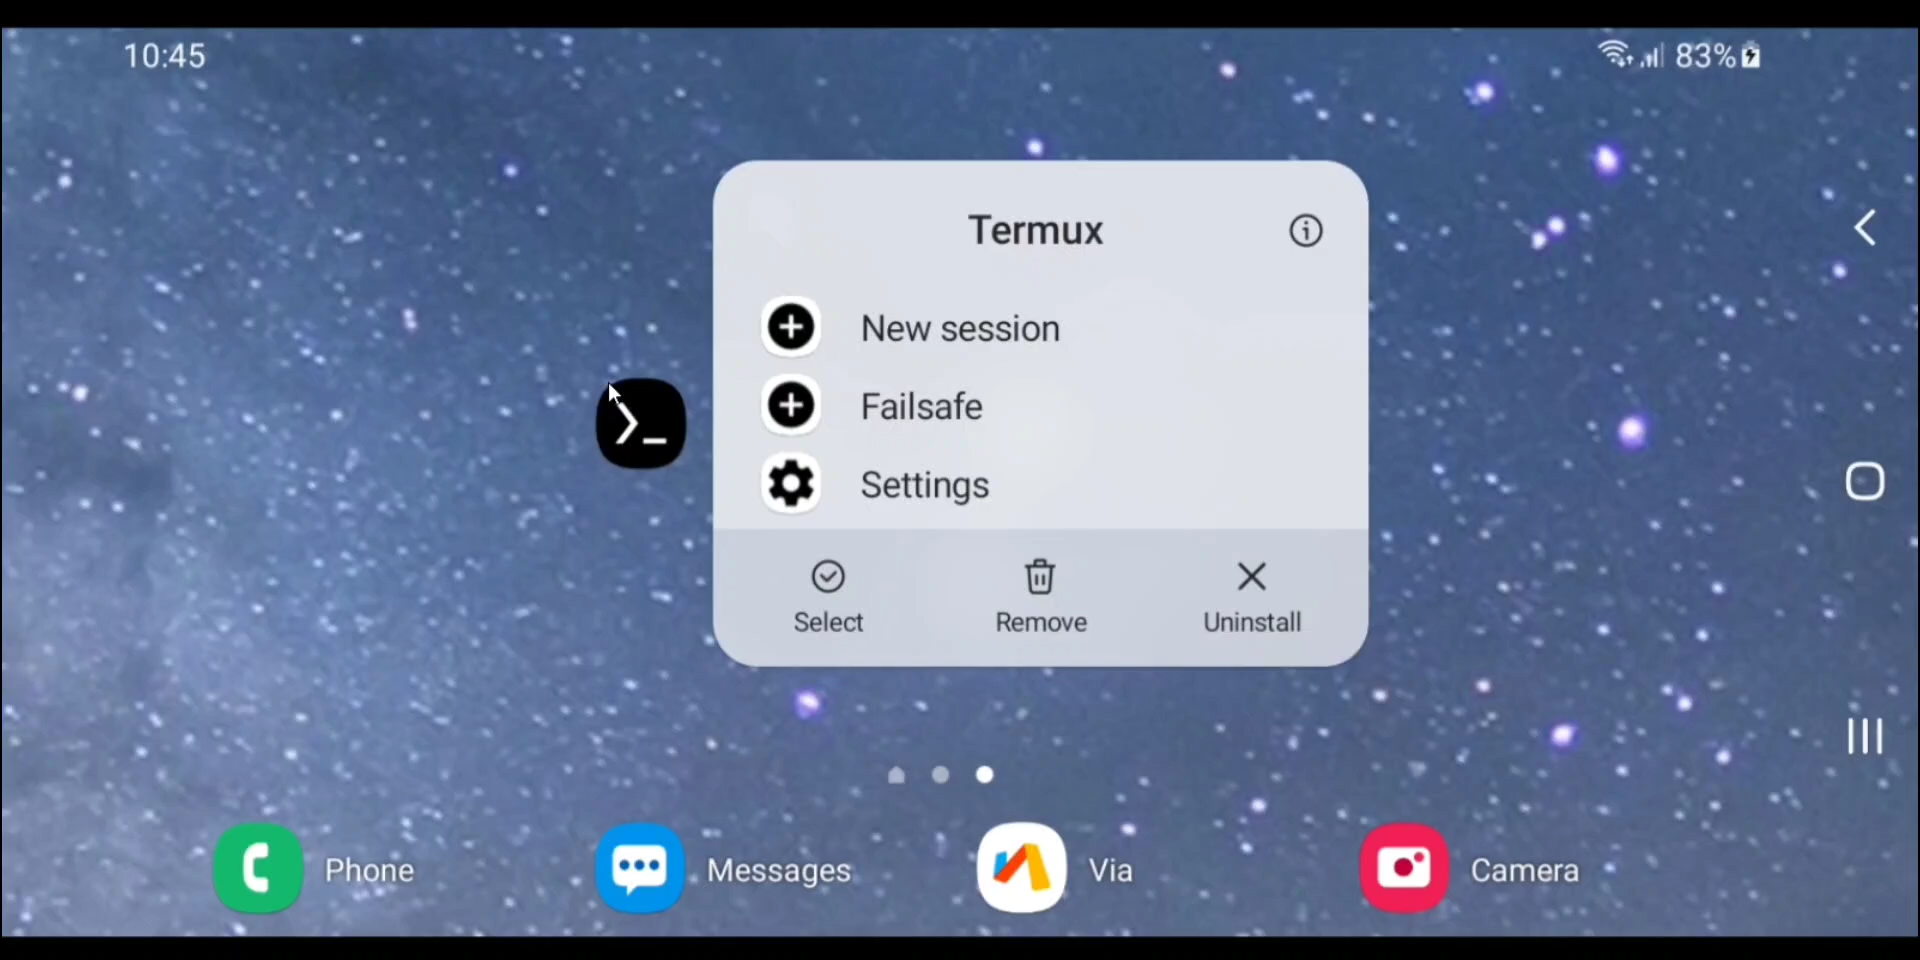 10:45
83%
Termux
New session
Failsafe
Settings
Select
Remove
Uninstall
Phone
Messages
Via
Camera